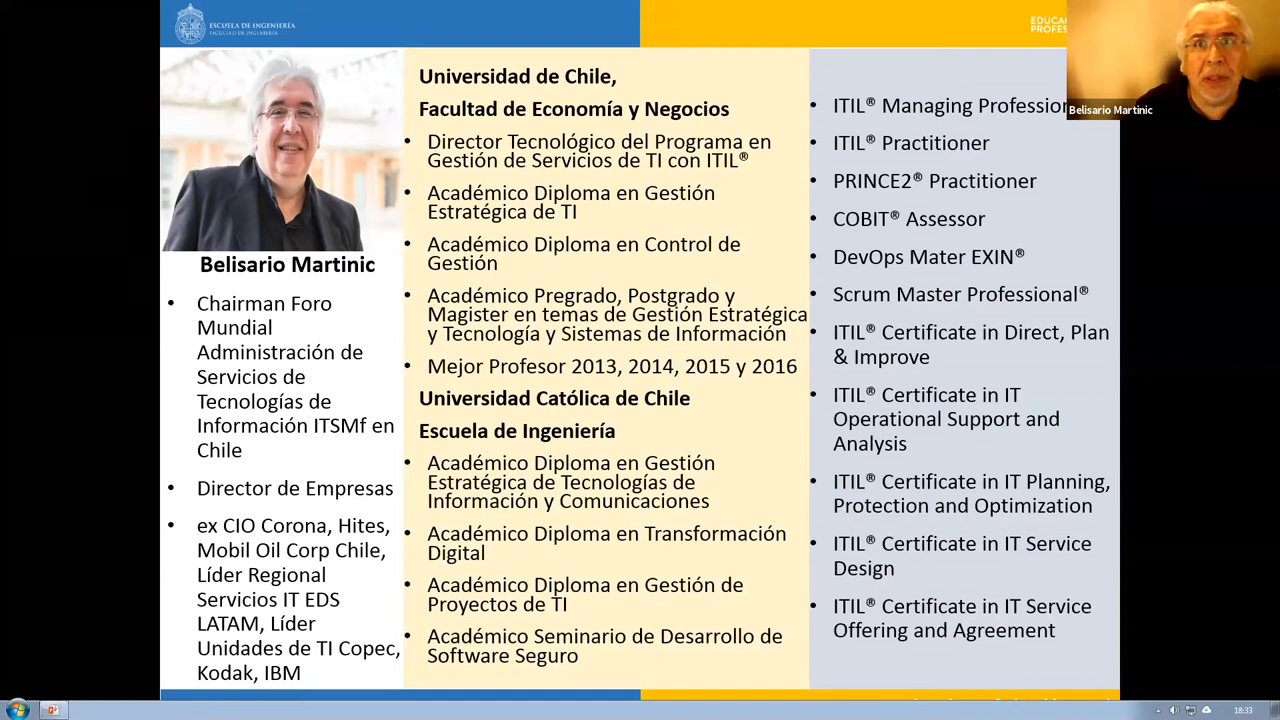 ESCUELA DE INGENIERÍA
FACULTAD DE INGENIERÍA
Belisario Martinic
• Chairman Foro
Mundial
Administración de
Servicios de
Tecnologías de
Información ITSMf en
Chile
• Director de Empresas
• ex CIO Corona, Hites,
Mobil Oil Corp Chile,
Líder Regional
Servicios IT EDS
LATAM, Líder
Unidades de TI Copec,
Kodak, IBM
Universidad de Chile,
Facultad de Economía y Negocios
• Director Tecnológico del Programa en
Gestión de Servicios de TI con ITIL®
• Académico Diploma en Gestión
Estratégica de TI
• Académico Diploma en Control de
Gestión
• Académico Pregrado, Postgrado y
Magister en temas de Gestión Estratégica
y Tecnología y Sistemas de Información
• Mejor Profesor 2013, 2014, 2015 y 2016
Universidad Católica de Chile
Escuela de Ingeniería
• Académico Diploma en Gestión
Estratégica de Tecnologías de
Información y Comunicaciones
• Académico Diploma en Transformación
Digital
• Académico Diploma en Gestión de
Proyectos de TI
• Académico Seminario de Desarrollo de
Software Seguro
EDUCA
PROFES
• ITIL® Managing Profession
• ITIL® Practitioner
• PRINCE2® Practitioner
• COBIT® Assessor
• DevOps Mater EXIN®
• Scrum Master Professional®
• ITIL® Certificate in Direct, Plan
& Improve
• ITIL® Certificate in IT
Operational Support and
Analysis
• ITIL® Certificate in IT Planning,
Protection and Optimization
• ITIL® Certificate in IT Service
Design
• ITIL® Certificate in IT Service
Offering and Agreement
Belisario Martinic
18:33